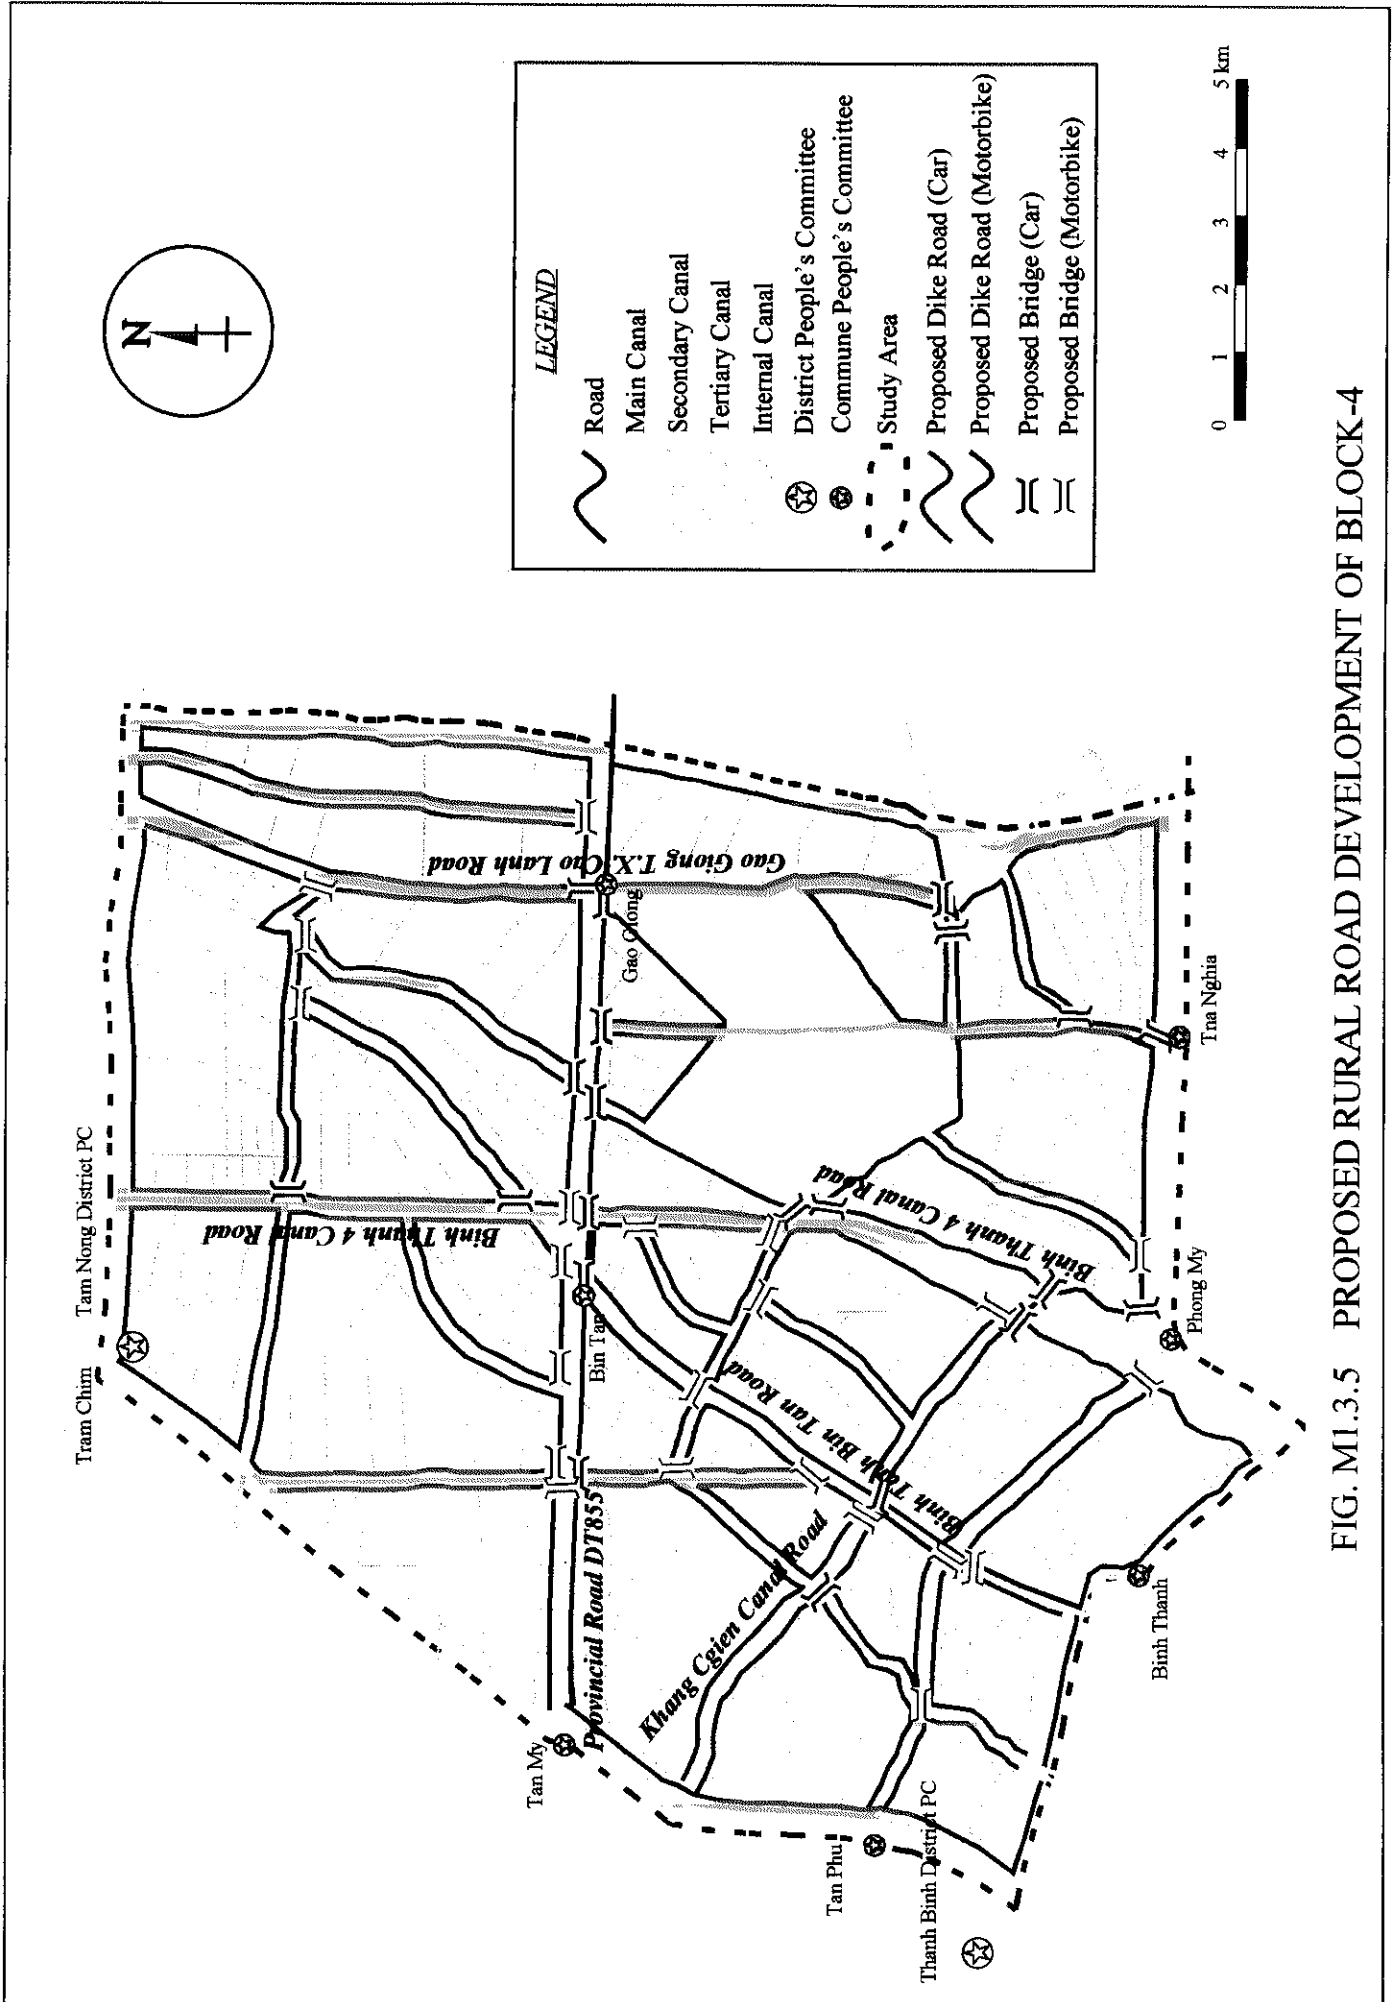 N
LEGEND
Road
Main Canal
Secondary Canal
Tertiary Canal
Internal Canal
District People's Committee
Commune People's Committee
Study Area
Proposed Dike Road (Car)
Proposed Dike Road (Motorbike)
Proposed Bridge (Car)
Proposed Bridge (Motorbike)
0 1 2 3 4 5 km
Tram Chim
Tam Nong District PC
Binh Thanh 4 Canal Road
Gao Giong T.X. Cao Lanh Road
Gao Giong
Bin Tan
Tan My
Provincial Road DT855
Khang Cgien Canal Road
Binh Tanh Bin Tan Road
Binh Thanh 4 Canal Road
Tan Phu
Thanh Binh District PC
Binh Thanh
Phong My
Tna Nghia
FIG. M1.3.5 PROPOSED RURAL ROAD DEVELOPMENT OF BLOCK-4